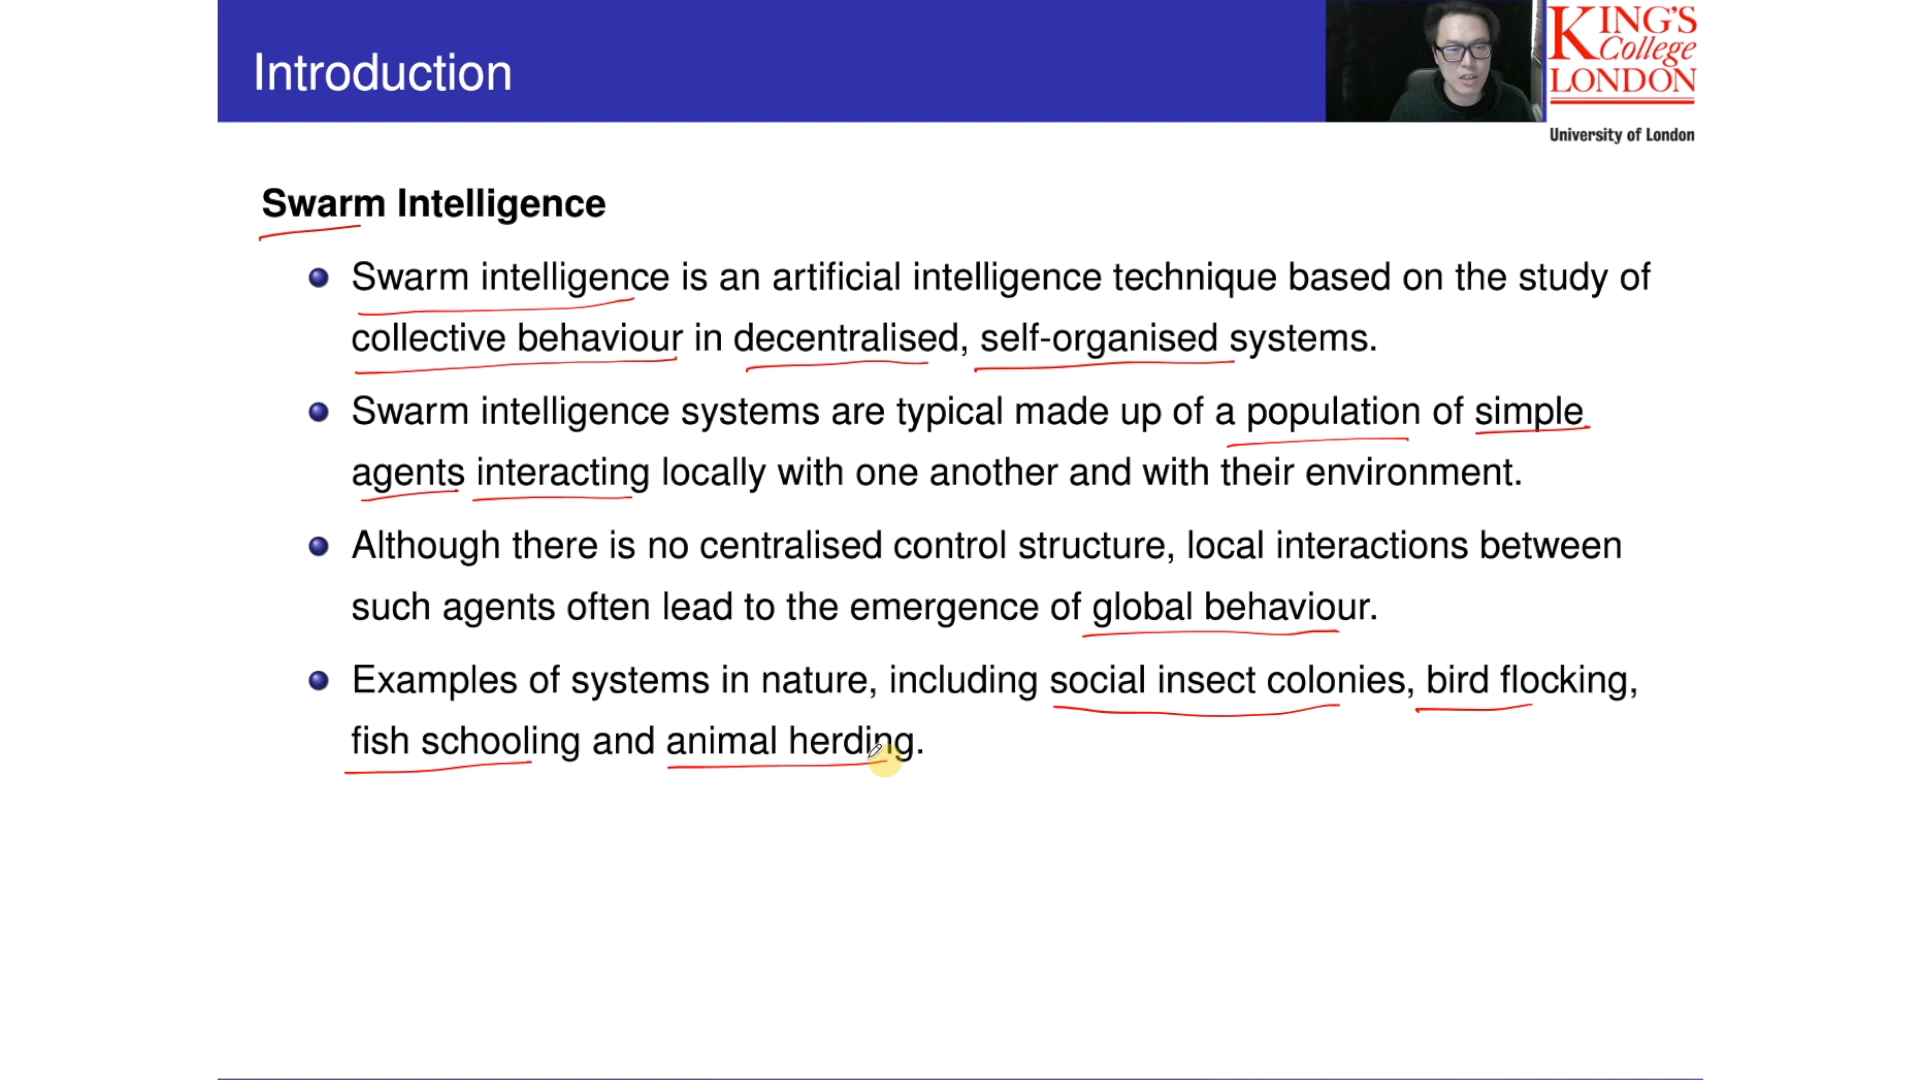 Introduction
KING'S
College
LONDON
University of London
Swarm Intelligence
Swarm intelligence is an artificial intelligence technique based on the study of
collective behaviour in decentralised, self-organised systems.
Swarm intelligence systems are typical made up of a population of simple
agents interacting locally with one another and with their environment.
Although there is no centralised control structure, local interactions between
such agents often lead to the emergence of global behaviour.
Examples of systems in nature, including social insect colonies, bird flocking,
fish schooling and animal herding.